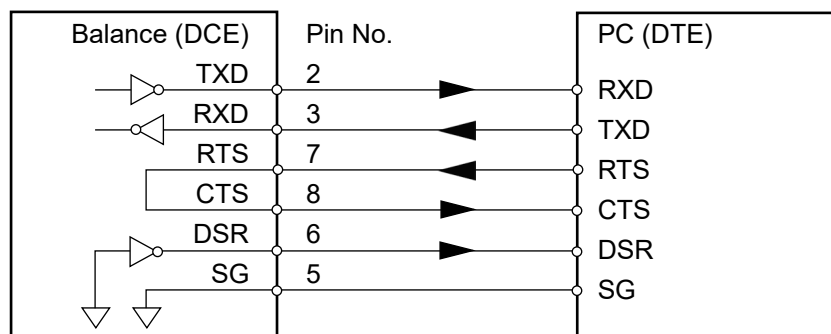 Balance (DCE) Pin No. PC (DTE)
TXD 2 RXD
RXD 3 TXD
RTS 7 RTS
CTS 8 CTS
DSR 6 DSR
SG 5 SG